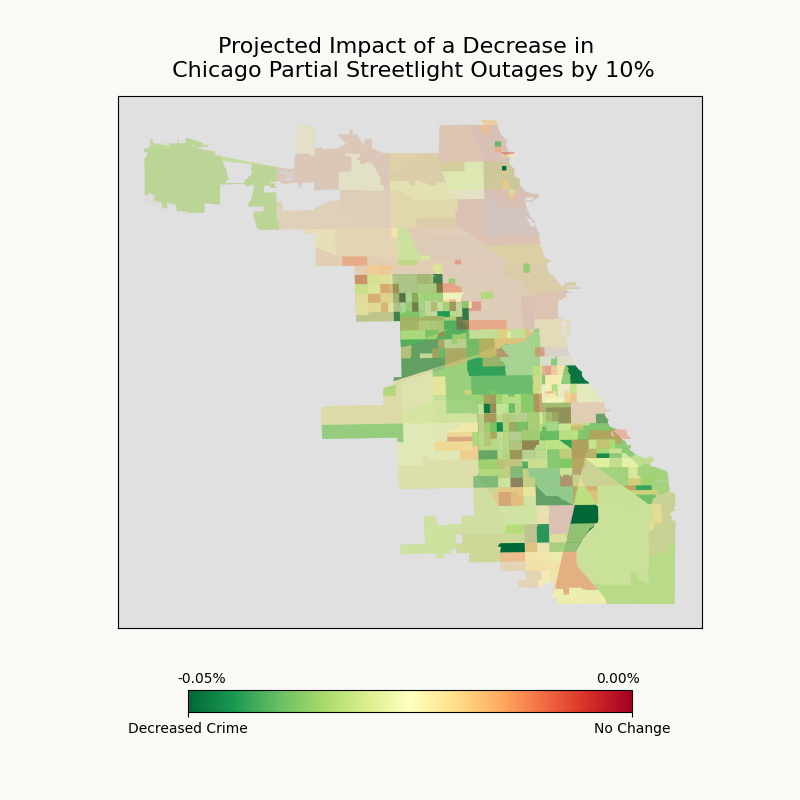 Projected Impact of a Decrease in
Chicago Partial Streetlight Outages by 10%
-0.05% 0.00%
Decreased Crime No Change